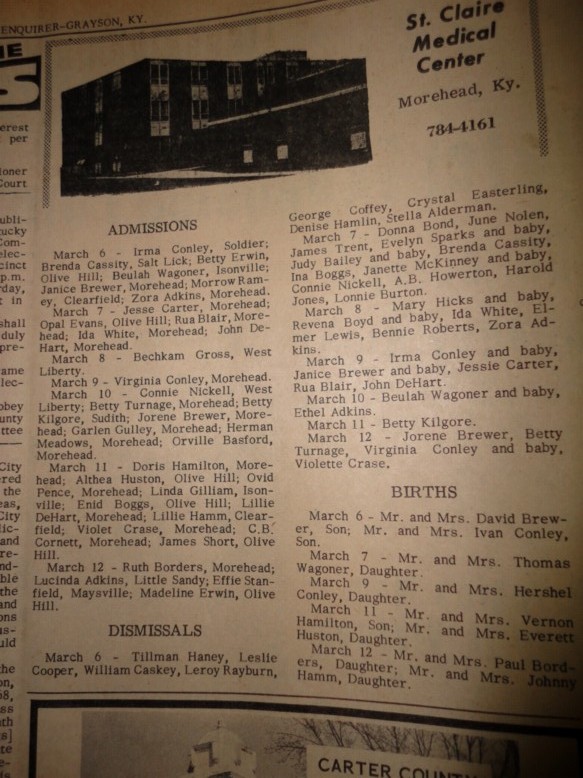 ENQUIRER-GRAYSON, KY.
St. Claire
Medical
Center
Morehead, Ky.
784-4161
ADMISSIONS
March 6 - Irma Conley, Soldier;
Brenda Cassity, Salt Lick; Betty Erwin,
Olive Hill; Beulah Wagoner, Isonville;
Janice Brewer, Morehead; Morrow Ram-
ey, Clearfield; Zora Adkins, Morehead.
March 7 - Jesse Carter, Morehead;
Opal Evans, Olive Hill; Rua Blair, More-
head; Ida White, Morehead; John De-
Hart, Morehead.
March 8 - Bechkam Gross, West
Liberty.
March 9 - Virginia Conley, Morehead.
March 10 - Connie Nickell, West
Liberty; Betty Turnage, Morehead; Betty
Kilgore, Sudith; Jorene Brewer, More-
head; Garlen Gulley, Morehead; Herman
Meadows, Morehead; Orville Basford,
Morehead.
March 11 - Doris Hamilton, More-
head; Althea Huston, Olive Hill; Ovid
Pence, Morehead; Linda Gilliam, Ison-
ville; Enid Boggs, Olive Hill; Lillie
DeHart, Morehead; Lillie Hamm, Clear-
field; Violet Crase, Morehead; C.B.
Cornett, Morehead; James Short, Olive
Hill.
March 12 - Ruth Borders, Morehead;
Lucinda Adkins, Little Sandy; Effie Stan-
field, Maysville; Madeline Erwin, Olive
Hill.
DISMISSALS
March 6 - Tillman Haney, Leslie
Cooper, William Caskey, Leroy Rayburn,
George Coffey, Crystal Easterling,
Denise Hamlin, Stella Alderman.
March 7 - Donna Bond, June Nolen,
James Trent, Evelyn Sparks and baby,
Judy Bailey and baby, Brenda Cassity,
Ina Boggs, Janette McKinney and baby,
Connie Nickell, A.B. Howerton, Harold
Jones, Lonnie Burton.
March 8 - Mary Hicks and baby,
Revena Boyd and baby, Ida White, El-
mer Lewis, Bennie Roberts, Zora Ad-
kins.
March 9 - Irma Conley and baby,
Janice Brewer and baby, Jessie Carter,
Rua Blair, John DeHart.
March 10 - Beulah Wagoner and baby,
Ethel Adkins.
March 11 - Betty Kilgore.
March 12 - Jorene Brewer, Betty
Turnage, Virginia Conley and baby,
Violette Crase.
BIRTHS
March 6 - Mr. and Mrs. David Brew-
er, Son; Mr. and Mrs. Ivan Conley,
Son.
March 7 - Mr. and Mrs. Thomas
Wagoner, Daughter.
March 9 - Mr. and Mrs. Hershel
Conley, Daughter.
March 11 - Mr. and Mrs. Vernon
Hamilton, Son; Mr. and Mrs. Everett
Huston, Daughter.
March 12 - Mr. and Mrs. Paul Bord-
ers, Daughter; Mr. and Mrs. Johnny
Hamm, Daughter.
CARTER COUN